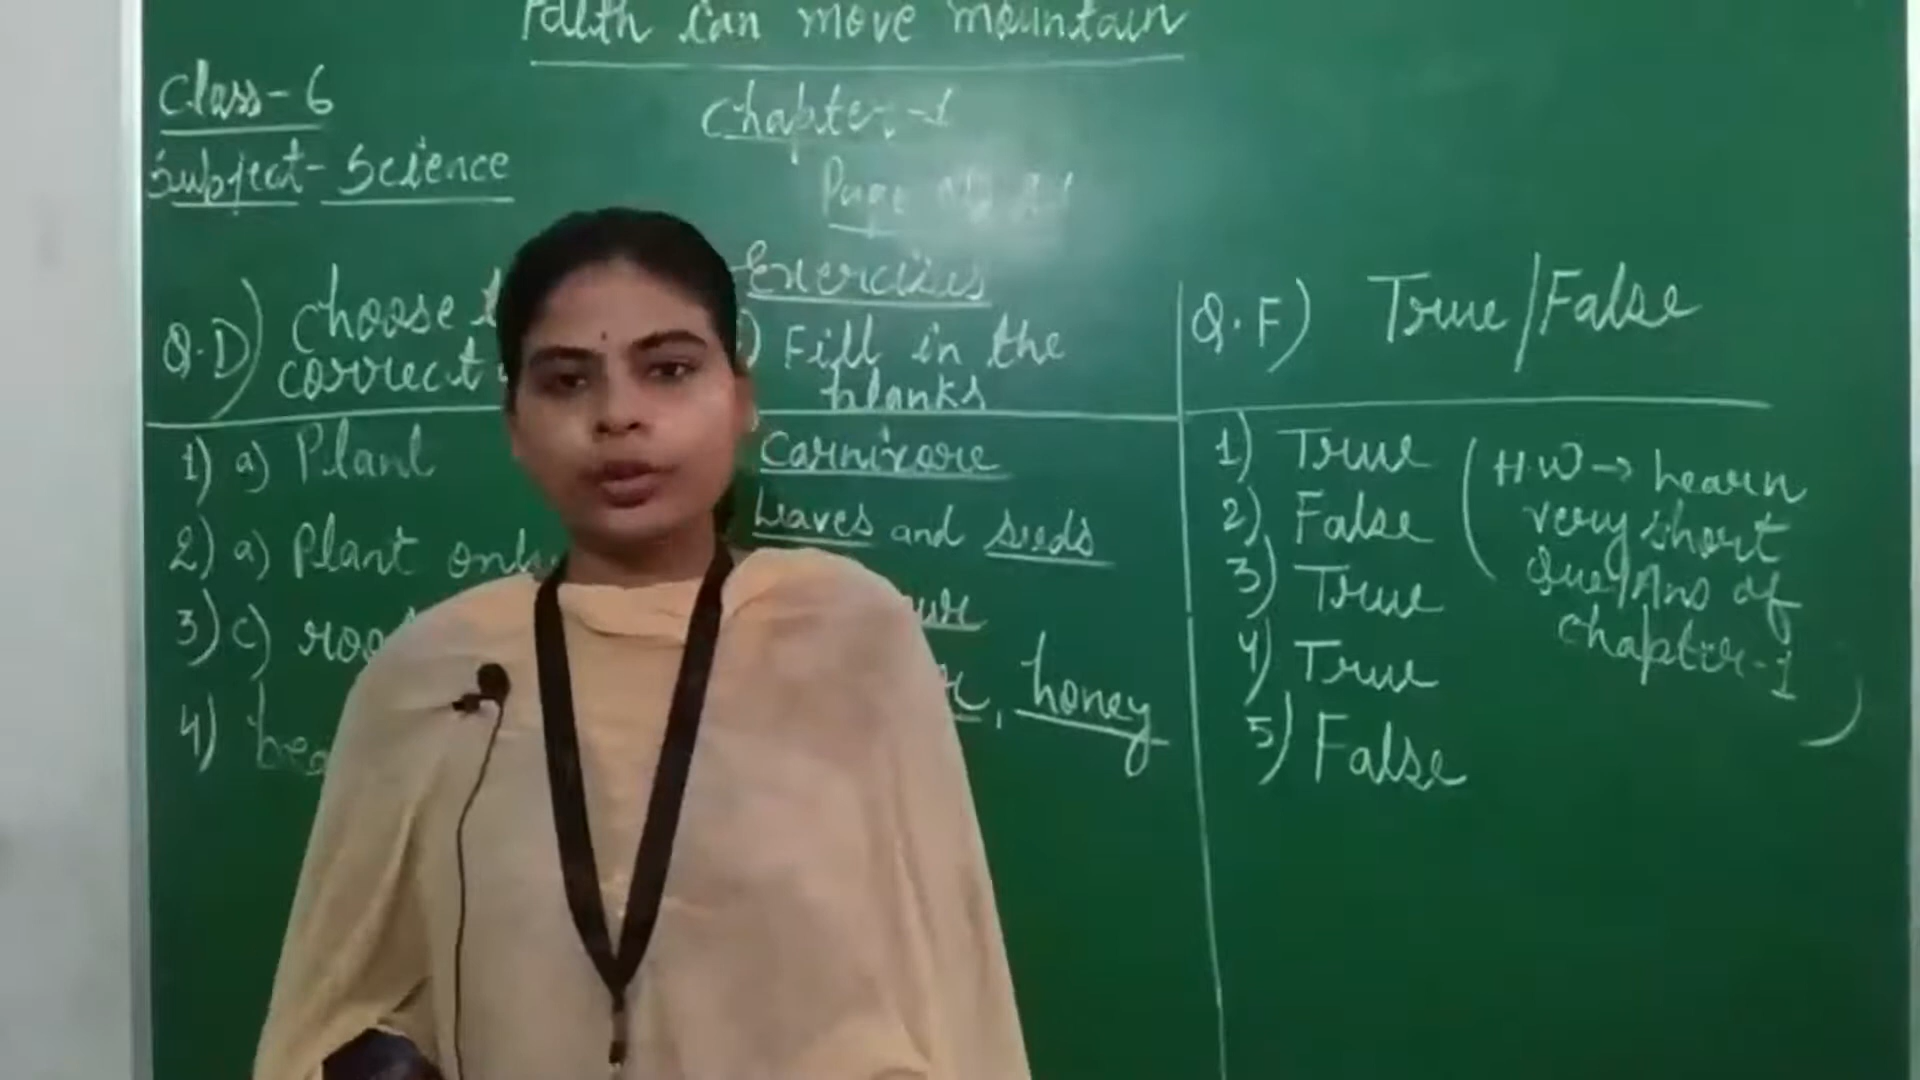 Faith can move mountain
Class-6
Chapter-1
Subject- Science
Page
Exercises
Q.D) Choose
correct
Fill in the
blanks
Q.F) True/False
1) a) Plant
Carnivore
2) a) Plant only
Leaves and seeds
3) c)
4)
, honey
1) True
2) False
3) True
4) True
5) False
(H.W → Learn
very short
Que/Ans of
chapter-1)